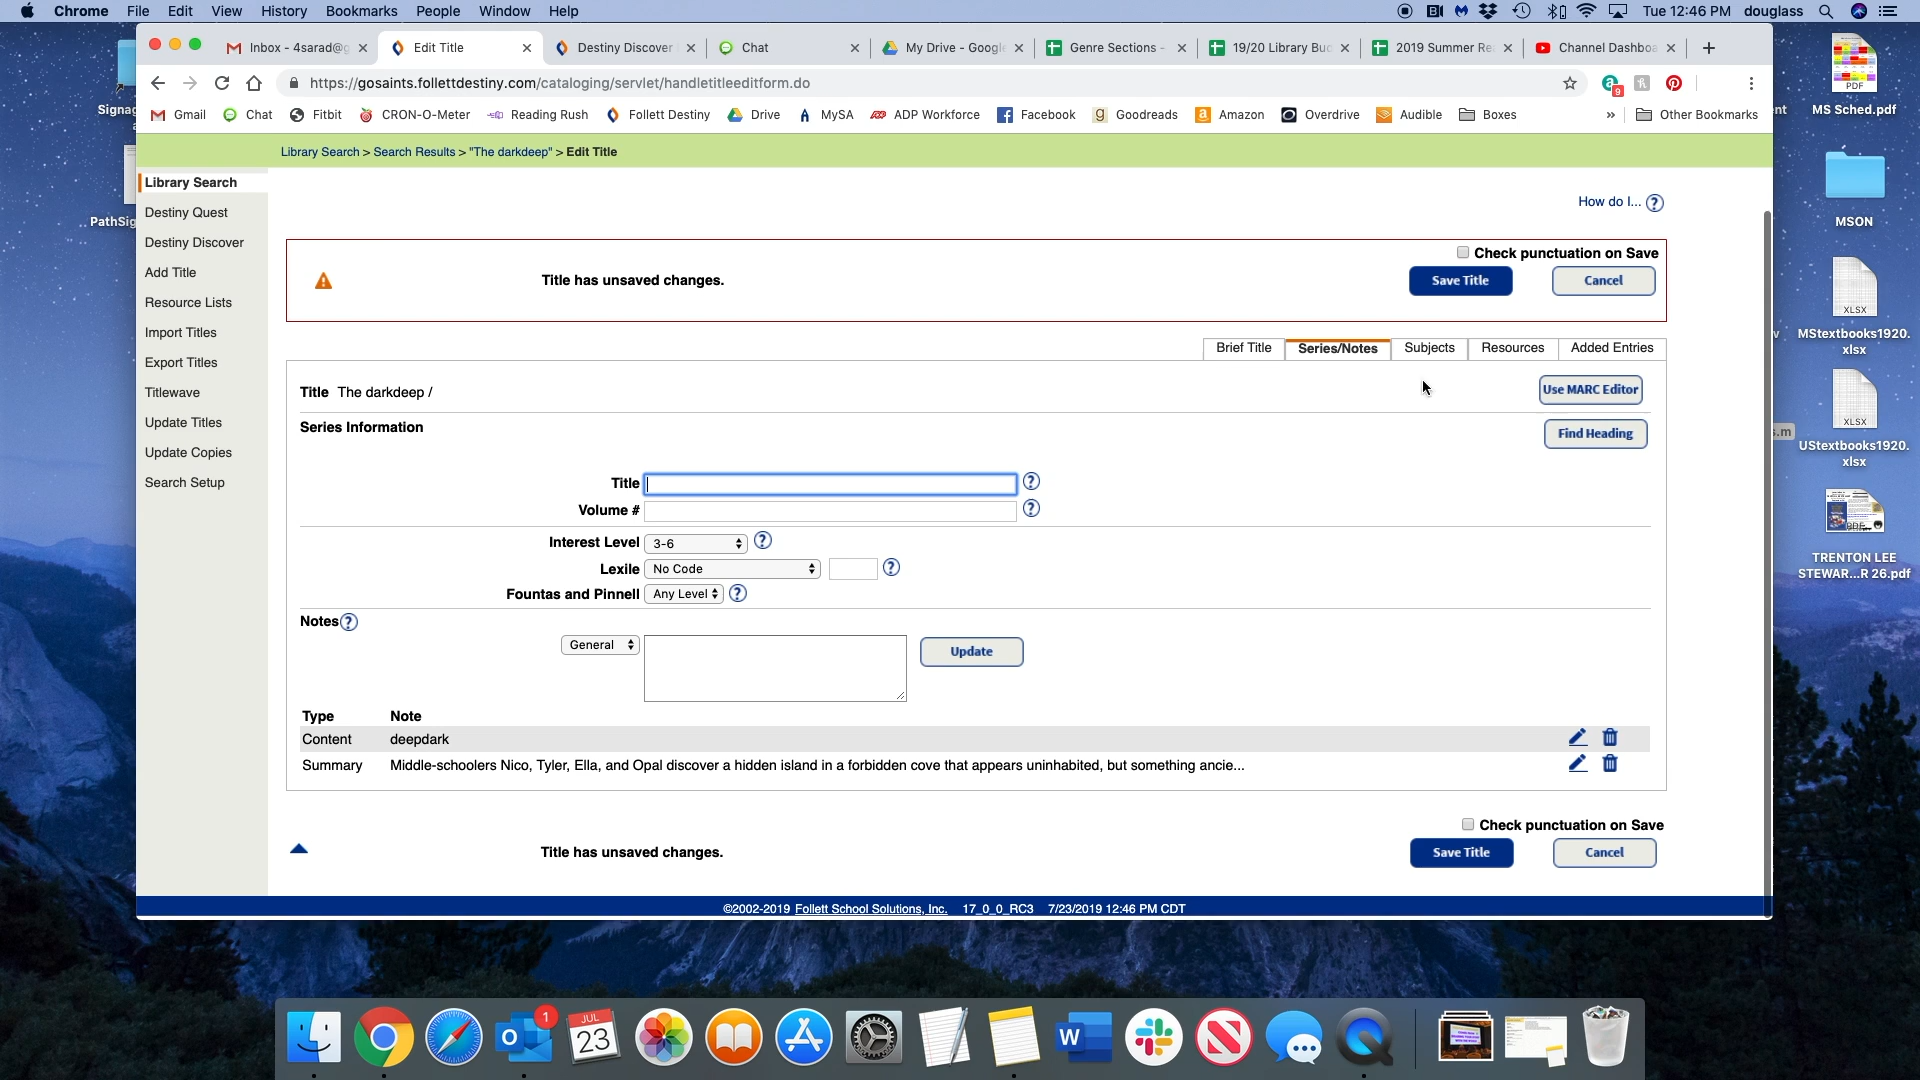 Chrome File Edit View History Bookmarks People Window Help Tue 12:46 PM douglass
Inbox - 4sarad@g Edit Title Destiny Discover Chat My Drive - Google Genre Sections - 19/20 Library Bud 2019 Summer Re Channel Dashboa
https://gosaints.follettdestiny.com/cataloging/servlet/handletitleeditform.do
9
Gmail Chat Fitbit CRON-O-Meter Reading Rush Follett Destiny Drive MySA ADP Workforce Facebook Goodreads Amazon Overdrive Audible Boxes » Other Bookmarks
Library Search > Search Results > "The darkdeep" > Edit Title
Library Search
Destiny Quest
Destiny Discover
Add Title
Resource Lists
Import Titles
Export Titles
Titlewave
Update Titles
Update Copies
Search Setup
How do I... ?
Check punctuation on Save
Title has unsaved changes. Save Title Cancel
Brief Title Series/Notes Subjects Resources Added Entries
Title The darkdeep / Use MARC Editor
Series Information Find Heading
Title ?
Volume # ?
Interest Level 3-6 ?
Lexile No Code ?
Fountas and Pinnell Any Level ?
Notes ?
General Update
Type Note
Content deepdark
Summary Middle-schoolers Nico, Tyler, Ella, and Opal discover a hidden island in a forbidden cove that appears uninhabited, but something ancie...
Check punctuation on Save
Title has unsaved changes. Save Title Cancel
©2002-2019 Follett School Solutions, Inc. 17_0_0_RC3 7/23/2019 12:46 PM CDT
Signag
PathSig
PDF
MS Sched.pdf
nt
MSON
XLSX
MStextbooks1920.
xlsx
v
XLSX
s.m
UStextbooks1920.
xlsx
PDF
TRENTON LEE
STEWAR...R 26.pdf
1
JUL
23
W